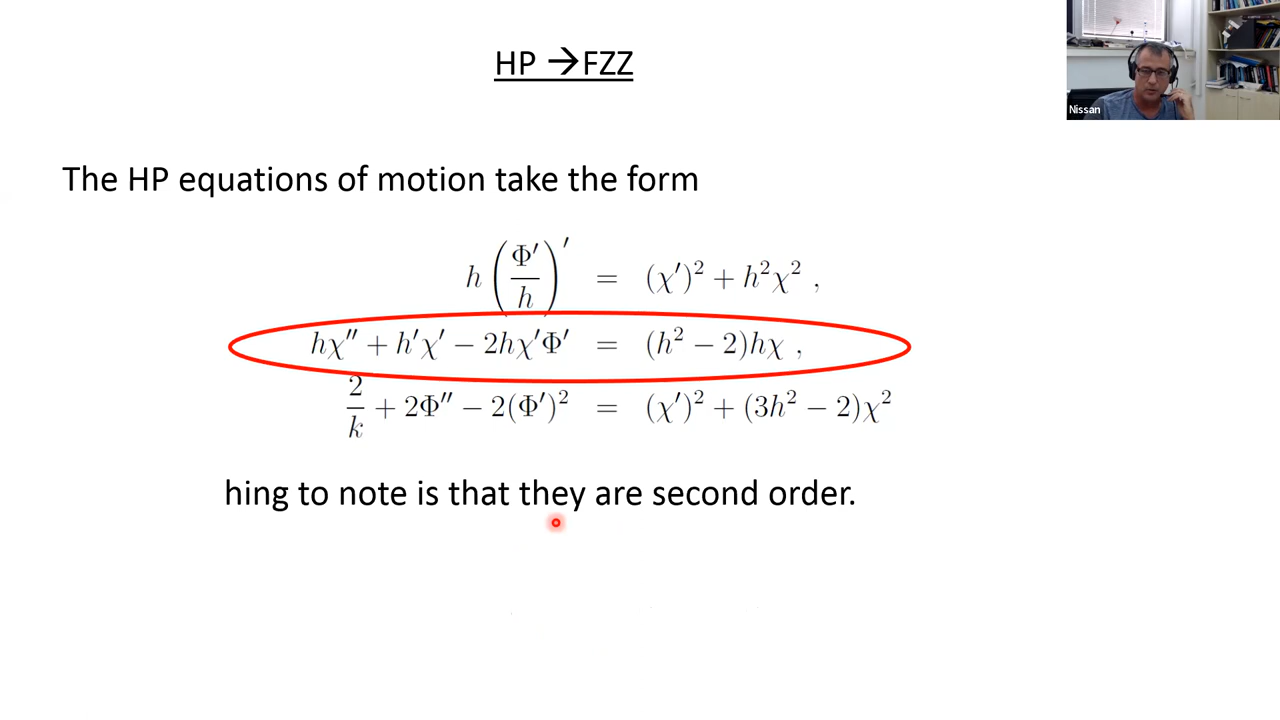 HP →FZZ
Nissan
The HP equations of motion take the form
h (Φ′/h)′ = (χ′)² + h²χ² ,
hχ″ + h′χ′ − 2hχ′Φ′ = (h² − 2)hχ ,
2/k + 2Φ″ − 2(Φ′)² = (χ′)² + (3h² − 2)χ²
hing to note is that they are second order.